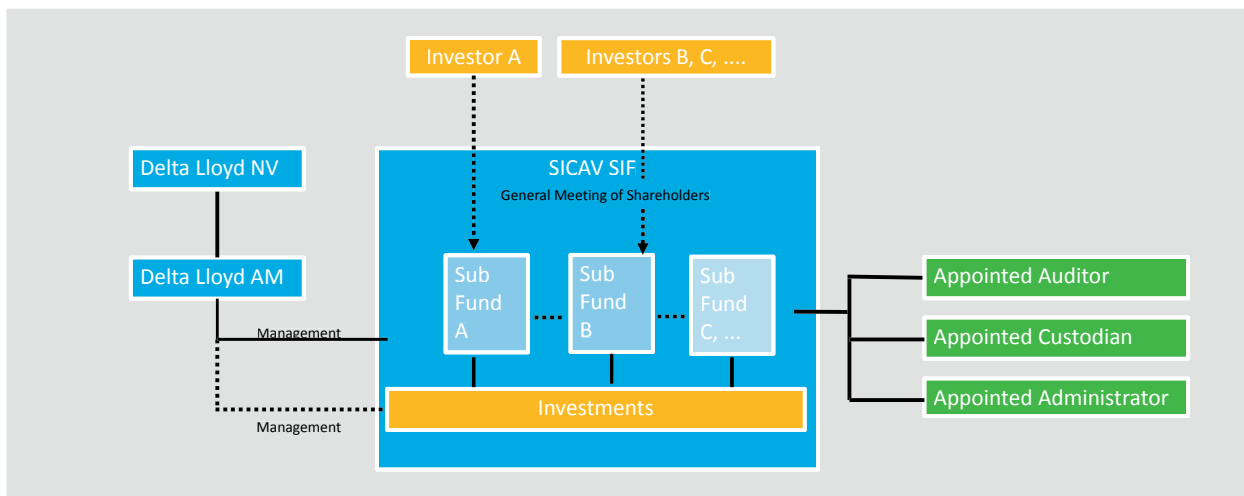 Investor A
Investors B, C, ....
Delta Lloyd NV
SICAV SIF
General Meeting of Shareholders
Delta Lloyd AM
Sub
Fund
A
Sub
Fund
B
Sub
Fund
C, ...
Appointed Auditor
Management
Appointed Custodian
Appointed Administrator
Investments
Management